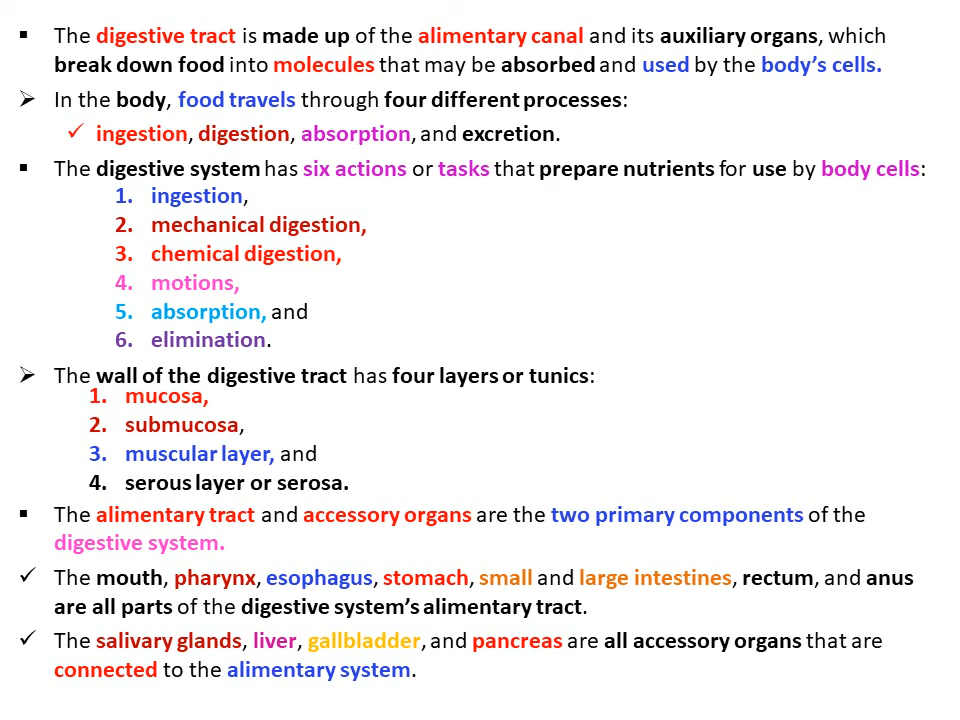 ▪ The digestive tract is made up of the alimentary canal and its auxiliary organs, which
break down food into molecules that may be absorbed and used by the body's cells.
➢ In the body, food travels through four different processes:
✓ ingestion, digestion, absorption, and excretion.
▪ The digestive system has six actions or tasks that prepare nutrients for use by body cells:
1. ingestion,
2. mechanical digestion,
3. chemical digestion,
4. motions,
5. absorption, and
6. elimination.
➢ The wall of the digestive tract has four layers or tunics:
1. mucosa,
2. submucosa,
3. muscular layer, and
4. serous layer or serosa.
▪ The alimentary tract and accessory organs are the two primary components of the
digestive system.
✓ The mouth, pharynx, esophagus, stomach, small and large intestines, rectum, and anus
are all parts of the digestive system's alimentary tract.
✓ The salivary glands, liver, gallbladder, and pancreas are all accessory organs that are
connected to the alimentary system.